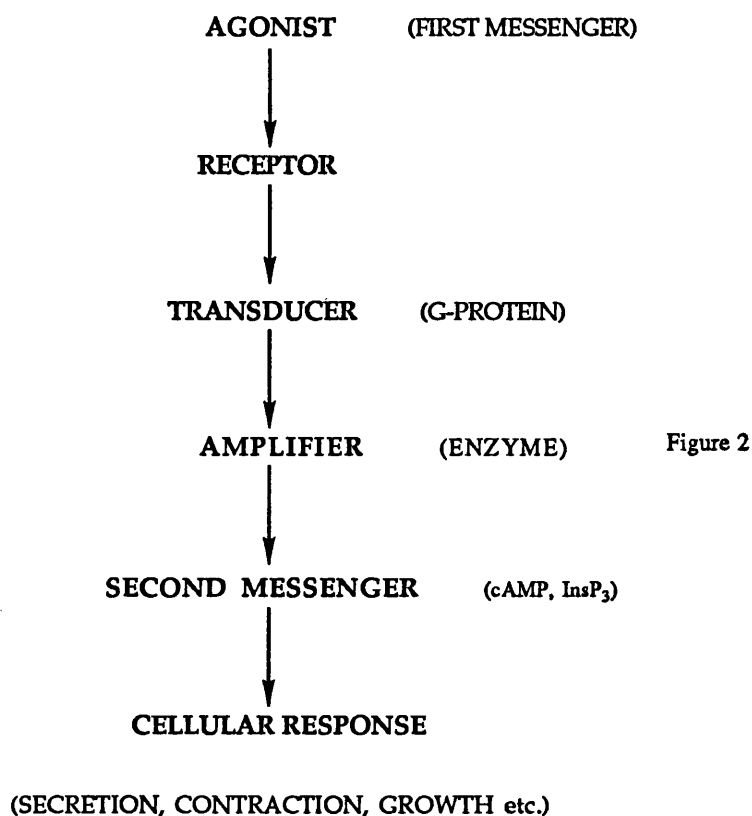 AGONIST (FIRST MESSENGER)
RECEPTOR
TRANSDUCER (G-PROTEIN)
AMPLIFIER (ENZYME) Figure 2
SECOND MESSENGER (cAMP, InsP₃)
CELLULAR RESPONSE
(SECRETION, CONTRACTION, GROWTH etc.)